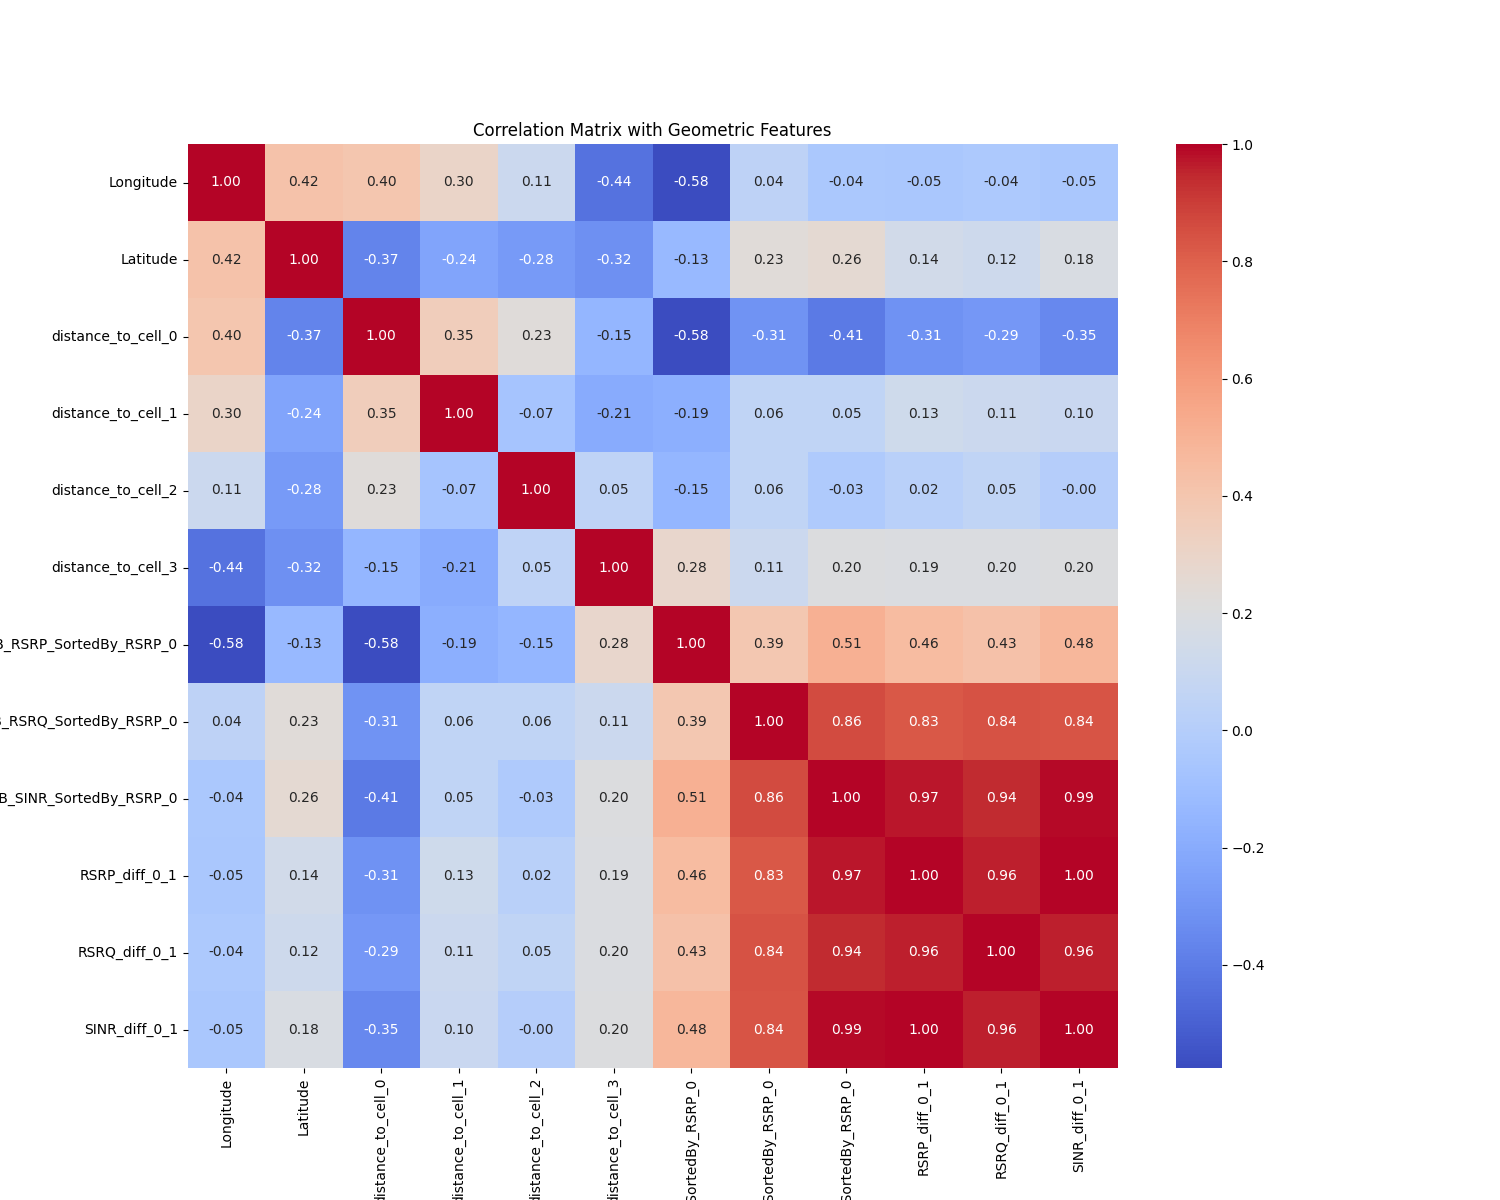 Correlation Matrix with Geometric Features
Longitude 1.00 0.42 0.40 0.30 0.11 -0.44 -0.58 0.04 -0.04 -0.05 -0.04 -0.05
Latitude 0.42 1.00 -0.37 -0.24 -0.28 -0.32 -0.13 0.23 0.26 0.14 0.12 0.18
distance_to_cell_0 0.40 -0.37 1.00 0.35 0.23 -0.15 -0.58 -0.31 -0.41 -0.31 -0.29 -0.35
distance_to_cell_1 0.30 -0.24 0.35 1.00 -0.07 -0.21 -0.19 0.06 0.05 0.13 0.11 0.10
distance_to_cell_2 0.11 -0.28 0.23 -0.07 1.00 0.05 -0.15 0.06 -0.03 0.02 0.05 -0.00
distance_to_cell_3 -0.44 -0.32 -0.15 -0.21 0.05 1.00 0.28 0.11 0.20 0.19 0.20 0.20
_RSRP_SortedBy_RSRP_0 -0.58 -0.13 -0.58 -0.19 -0.15 0.28 1.00 0.39 0.51 0.46 0.43 0.48
_RSRQ_SortedBy_RSRP_0 0.04 0.23 -0.31 0.06 0.06 0.11 0.39 1.00 0.86 0.83 0.84 0.84
B_SINR_SortedBy_RSRP_0 -0.04 0.26 -0.41 0.05 -0.03 0.20 0.51 0.86 1.00 0.97 0.94 0.99
RSRP_diff_0_1 -0.05 0.14 -0.31 0.13 0.02 0.19 0.46 0.83 0.97 1.00 0.96 1.00
RSRQ_diff_0_1 -0.04 0.12 -0.29 0.11 0.05 0.20 0.43 0.84 0.94 0.96 1.00 0.96
SINR_diff_0_1 -0.05 0.18 -0.35 0.10 -0.00 0.20 0.48 0.84 0.99 1.00 0.96 1.00
Longitude
Latitude
distance_to_cell_0
distance_to_cell_1
distance_to_cell_2
distance_to_cell_3
SortedBy_RSRP_0
SortedBy_RSRP_0
SortedBy_RSRP_0
RSRP_diff_0_1
RSRQ_diff_0_1
SINR_diff_0_1
1.0
0.8
0.6
0.4
0.2
0.0
−0.2
−0.4